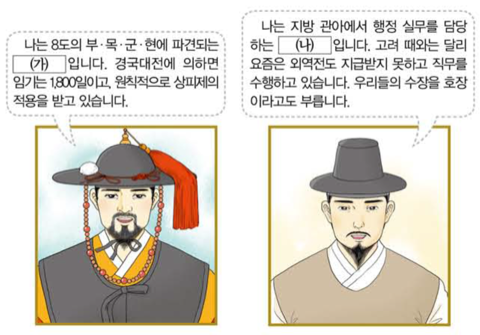 나는 8도의 부·목·군·현에 파견되는
(가) 입니다. 경국대전에 의하면
임기는 1,800일이고, 원칙적으로 상피제의
적용을 받고 있습니다.
나는 지방 관아에서 행정 실무를 담당
하는 (나) 입니다. 고려 때와는 달리
요즘은 외역전도 지급받지 못하고 직무를
수행하고 있습니다. 우리들의 수장을 호장
이라고도 부릅니다.